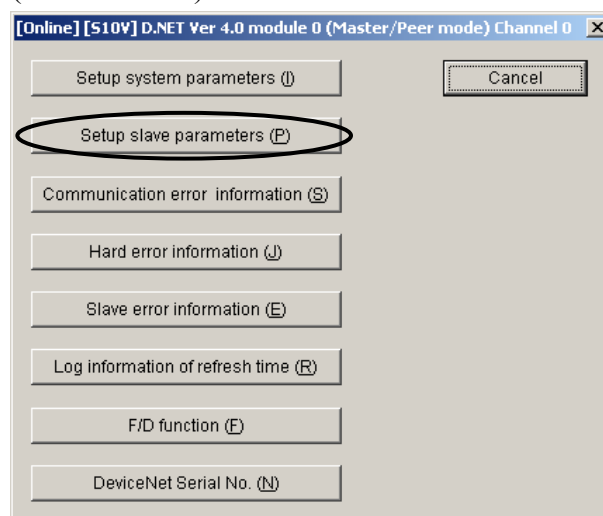 [Online] [S10V] D.NET Ver 4.0 module 0 (Master/Peer mode) Channel 0
Setup system parameters (I)
Cancel
Setup slave parameters (P)
Communication error information (S)
Hard error information (J)
Slave error information (E)
Log information of refresh time (R)
F/D function (F)
DeviceNet Serial No. (N)